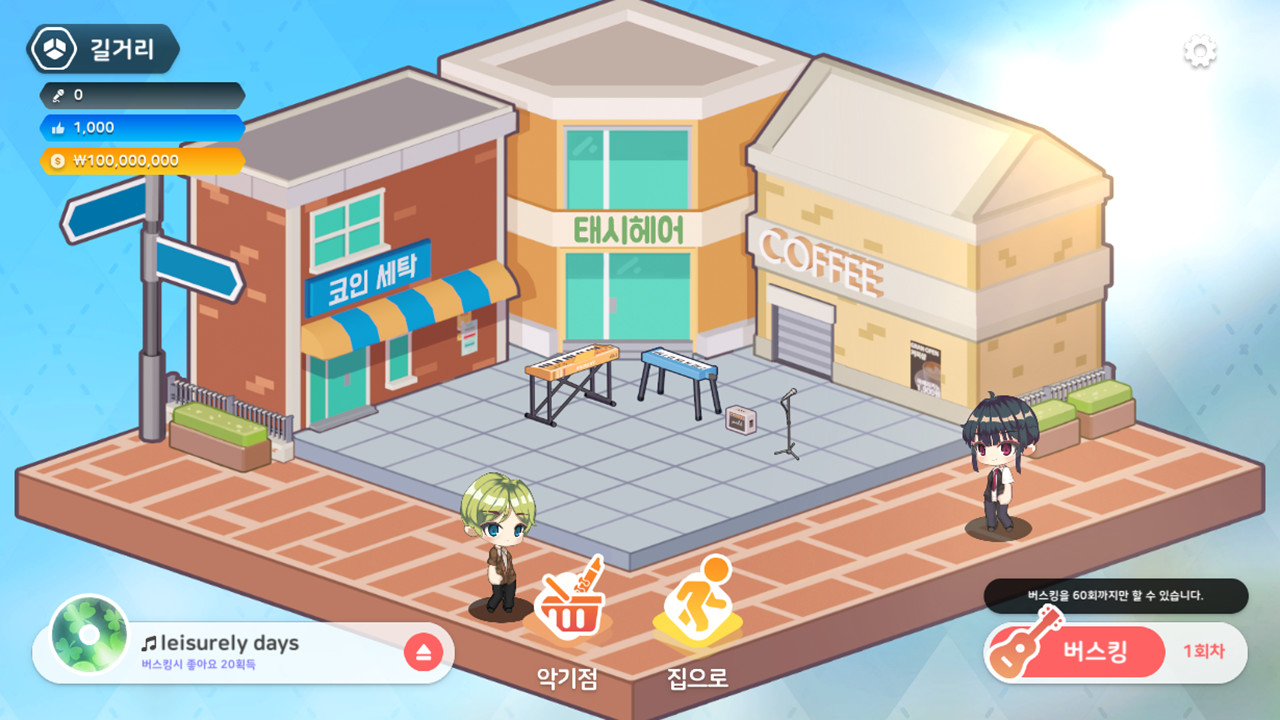 길거리
0
1,000
₩100,000,000
태시헤어
COFFEE
코인 세탁
leisurely days
버스킹시 좋아요 20획득
악기점
집으로
버스킹을 60회까지만 할 수 있습니다.
버스킹
1회차